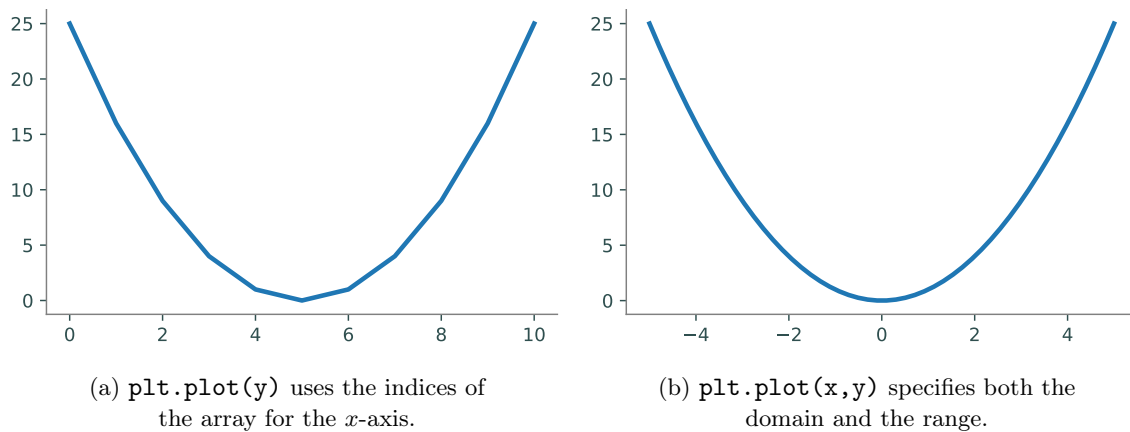 25
20
15
10
5
0
0 2 4 6 8 10
25
20
15
10
5
0
−4 −2 0 2 4
(a) plt.plot(y) uses the indices of
the array for the x-axis.
(b) plt.plot(x,y) specifies both the
domain and the range.